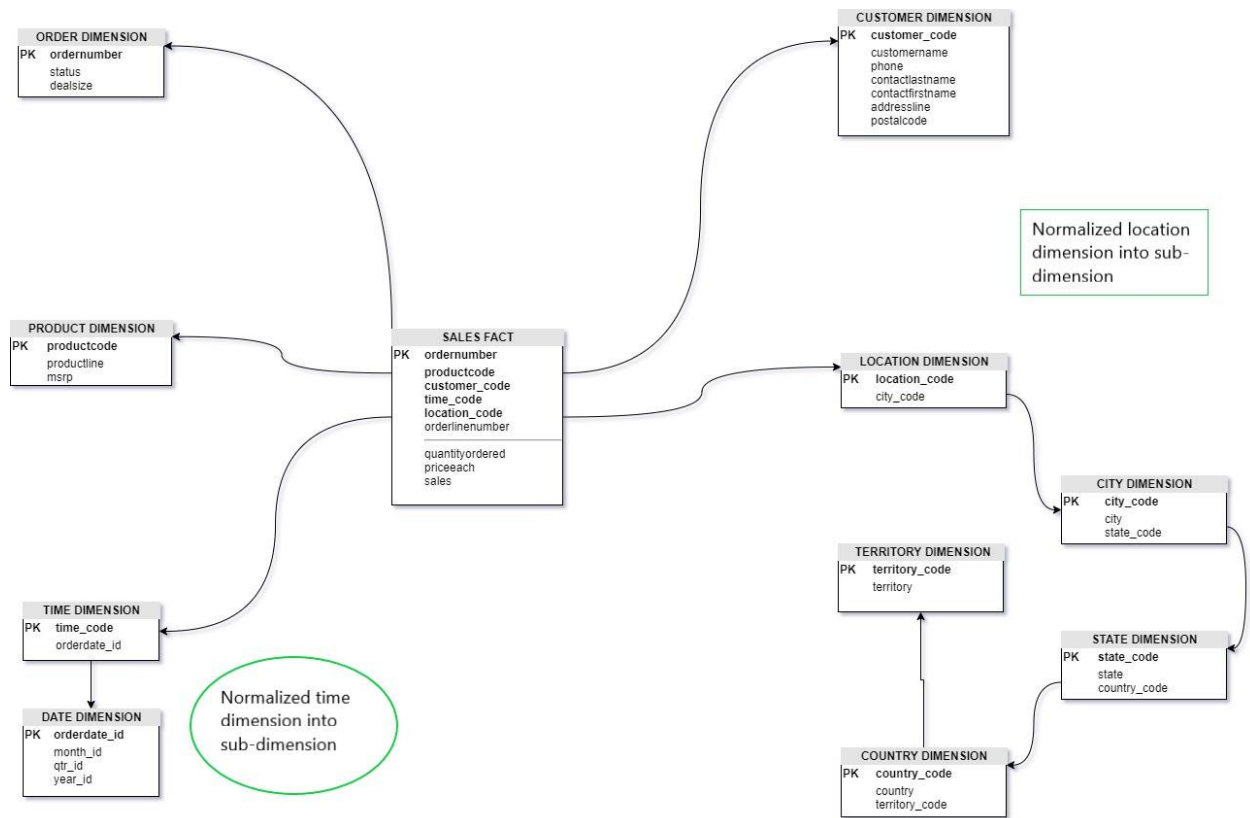 ORDER DIMENSION
PK ordernumber
status
dealsize
CUSTOMER DIMENSION
PK customer_code
customername
phone
contactlastname
contactfirstname
addressline
postalcode
Normalized location
dimension into sub-
dimension
PRODUCT DIMENSION
PK productcode
productline
msrp
SALES FACT
PK ordernumber
productcode
customer_code
time_code
location_code
orderlinenumber
quantityordered
priceeach
sales
LOCATION DIMENSION
PK location_code
city_code
CITY DIMENSION
PK city_code
city
state_code
TERRITORY DIMENSION
PK territory_code
territory
STATE DIMENSION
PK state_code
state
country_code
TIME DIMENSION
PK time_code
orderdate_id
Normalized time
dimension into
sub-dimension
DATE DIMENSION
PK orderdate_id
month_id
qtr_id
year_id
COUNTRY DIMENSION
PK country_code
country
territory_code